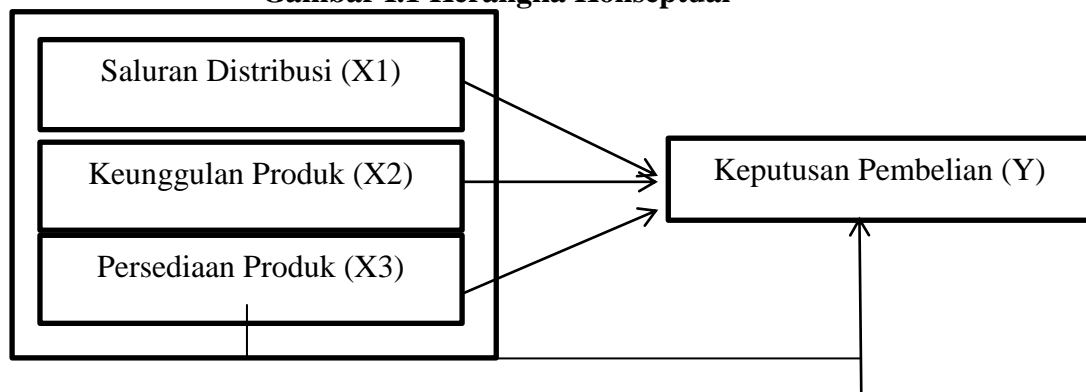 Gambar 1.1 Kerangka Konseptual
Saluran Distribusi (X1)
Keunggulan Produk (X2)
Keputusan Pembelian (Y)
Persediaan Produk (X3)